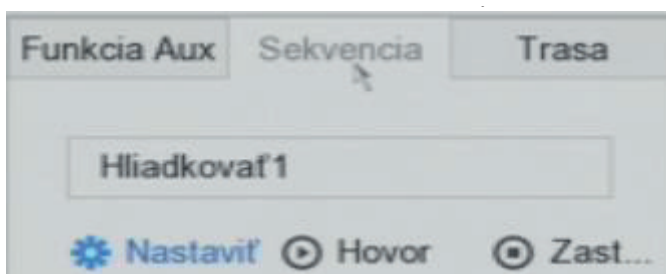 Funkcia Aux Sekvencia Trasa
Hliadkovať1
Nastaviť Hovor Zast...